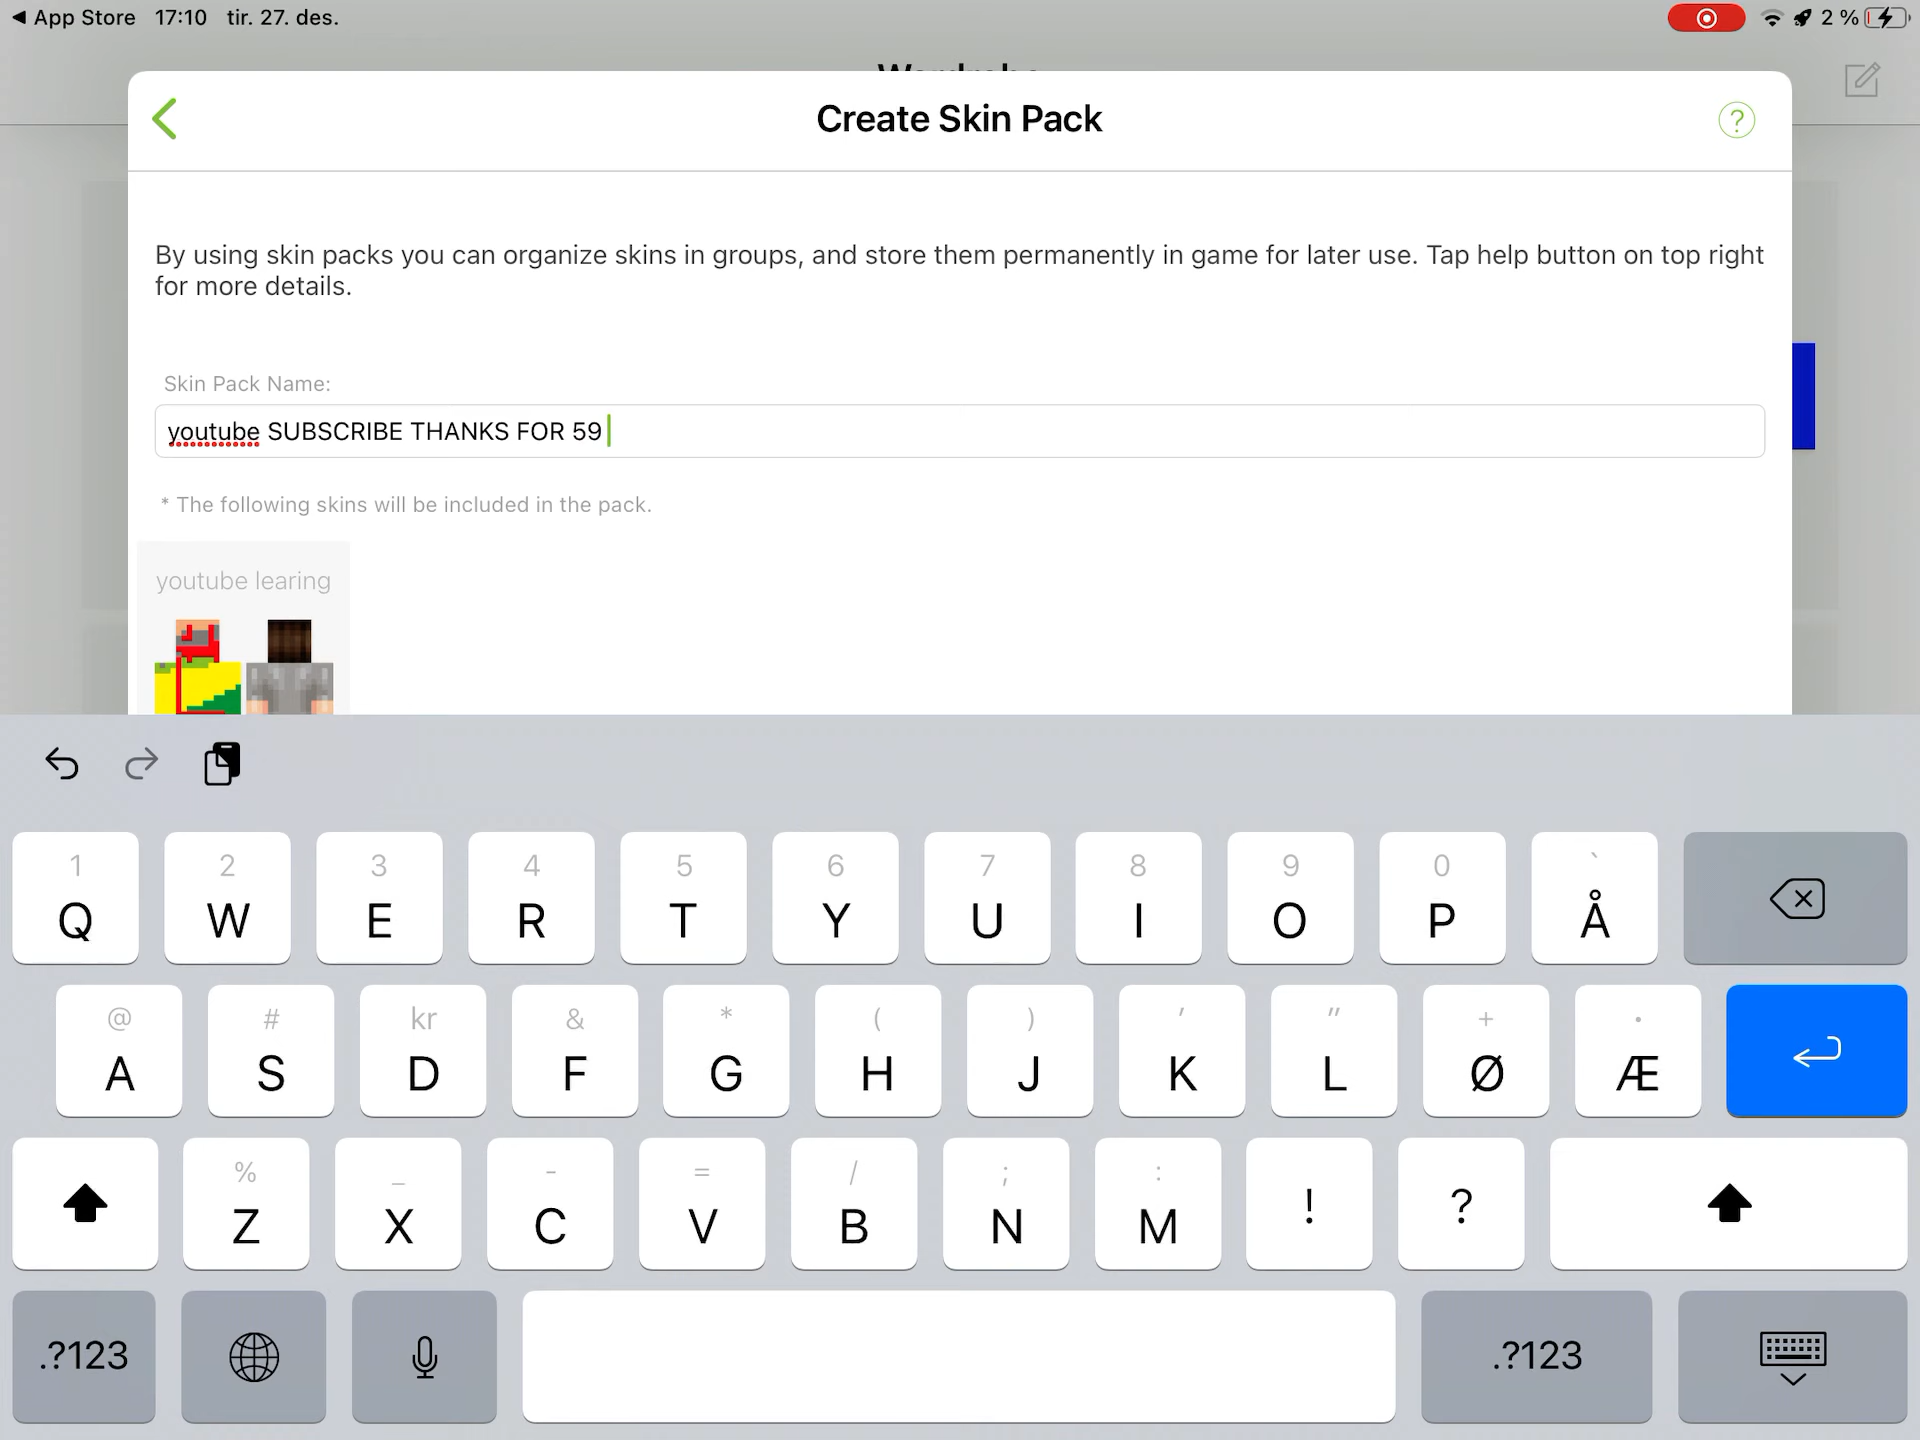 ◀ App Store 17:10 tir. 27. des. 2 %
Create Skin Pack
?
By using skin packs you can organize skins in groups, and store them permanently in game for later use. Tap help button on top right
for more details.
Skin Pack Name:
youtube SUBSCRIBE THANKS FOR 59
* The following skins will be included in the pack.
youtube learing
1 2 3 4 5 6 7 8 9 0 `
Q W E R T Y U I O P Å
@ # kr & * ( ) ' " + •
A S D F G H J K L Ø Æ
% _ - = / ; :
Z X C V B N M ! ?
.?123 .?123